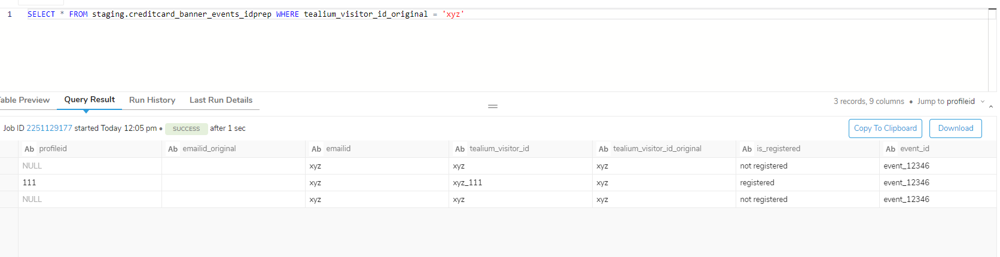 1 SELECT * FROM staging.creditcard_banner_events_idprep WHERE tealium_visitor_id_original = 'xyz'
Table Preview Query Result Run History Last Run Details 3 records, 9 columns • Jump to profileid
Job ID 2251129177 started Today 12:05 pm • SUCCESS after 1 sec Copy To Clipboard Download
Ab profileid Ab emailid_original Ab emailid Ab tealium_visitor_id Ab tealium_visitor_id_original Ab is_registered Ab event_id
NULL xyz xyz xyz not registered event_12346
111 xyz xyz_111 xyz registered event_12346
NULL xyz xyz xyz not registered event_12346